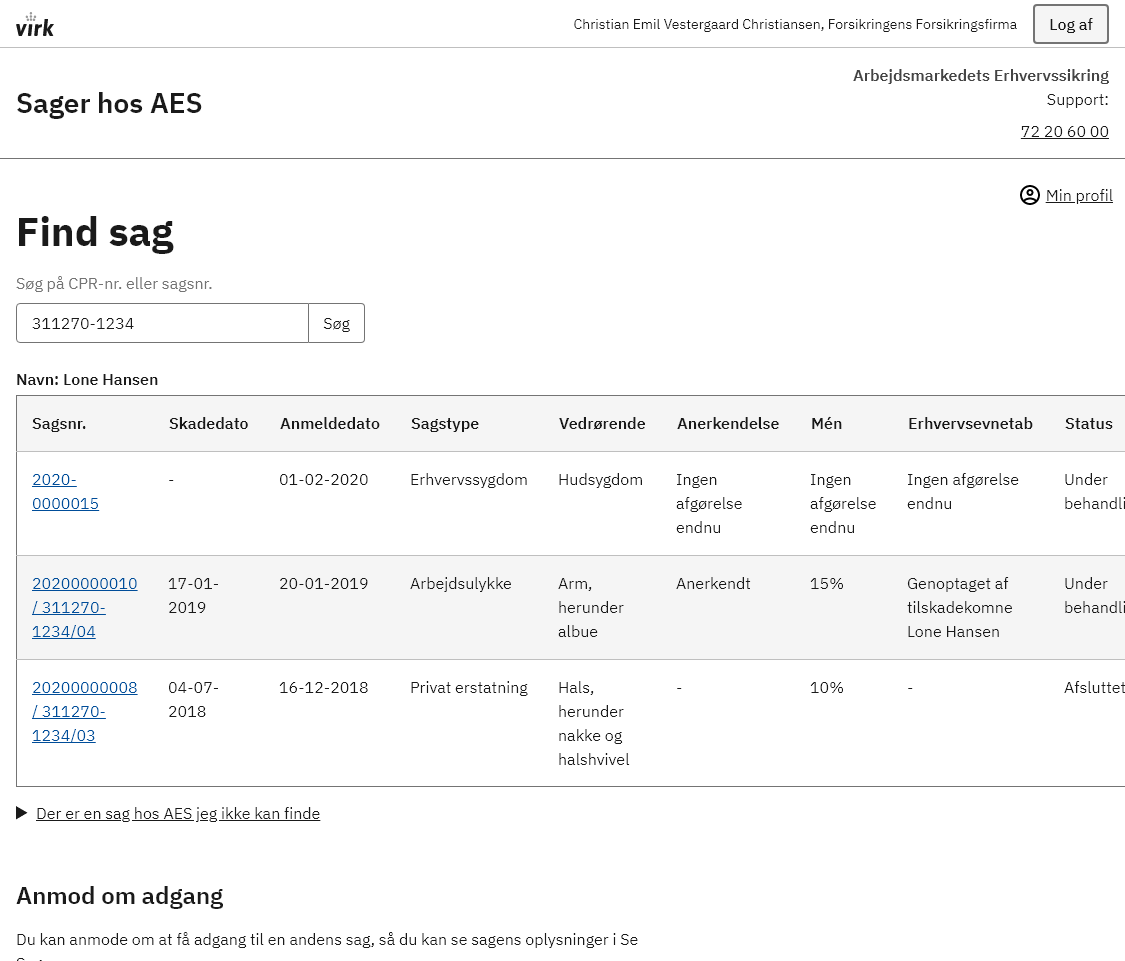 virk
Christian Emil Vestergaard Christiansen, Forsikringens Forsikringsfirma
Log af
Sager hos AES
Arbejdsmarkedets Erhvervssikring
Support:
72 20 60 00
Min profil
Find sag
Søg på CPR-nr. eller sagsnr.
311270-1234 Søg
Navn: Lone Hansen
Sagsnr. Skadedato Anmeldedato Sagstype Vedrørende Anerkendelse Mén Erhvervsevnetab Status
2020- - 01-02-2020 Erhvervssygdom Hudsygdom Ingen Ingen Ingen afgørelse Under
0000015 afgørelse afgørelse endnu behandli
endnu endnu
20200000010 17-01- 20-01-2019 Arbejdsulykke Arm, Anerkendt 15% Genoptaget af Under
/ 311270- 2019 herunder tilskadekomne behandli
1234/04 albue Lone Hansen
20200000008 04-07- 16-12-2018 Privat erstatning Hals, - 10% - Afsluttet
/ 311270- 2018 herunder
1234/03 nakke og
halshvivel
Der er en sag hos AES jeg ikke kan finde
Anmod om adgang
Du kan anmode om at få adgang til en andens sag, så du kan se sagens oplysninger i Se